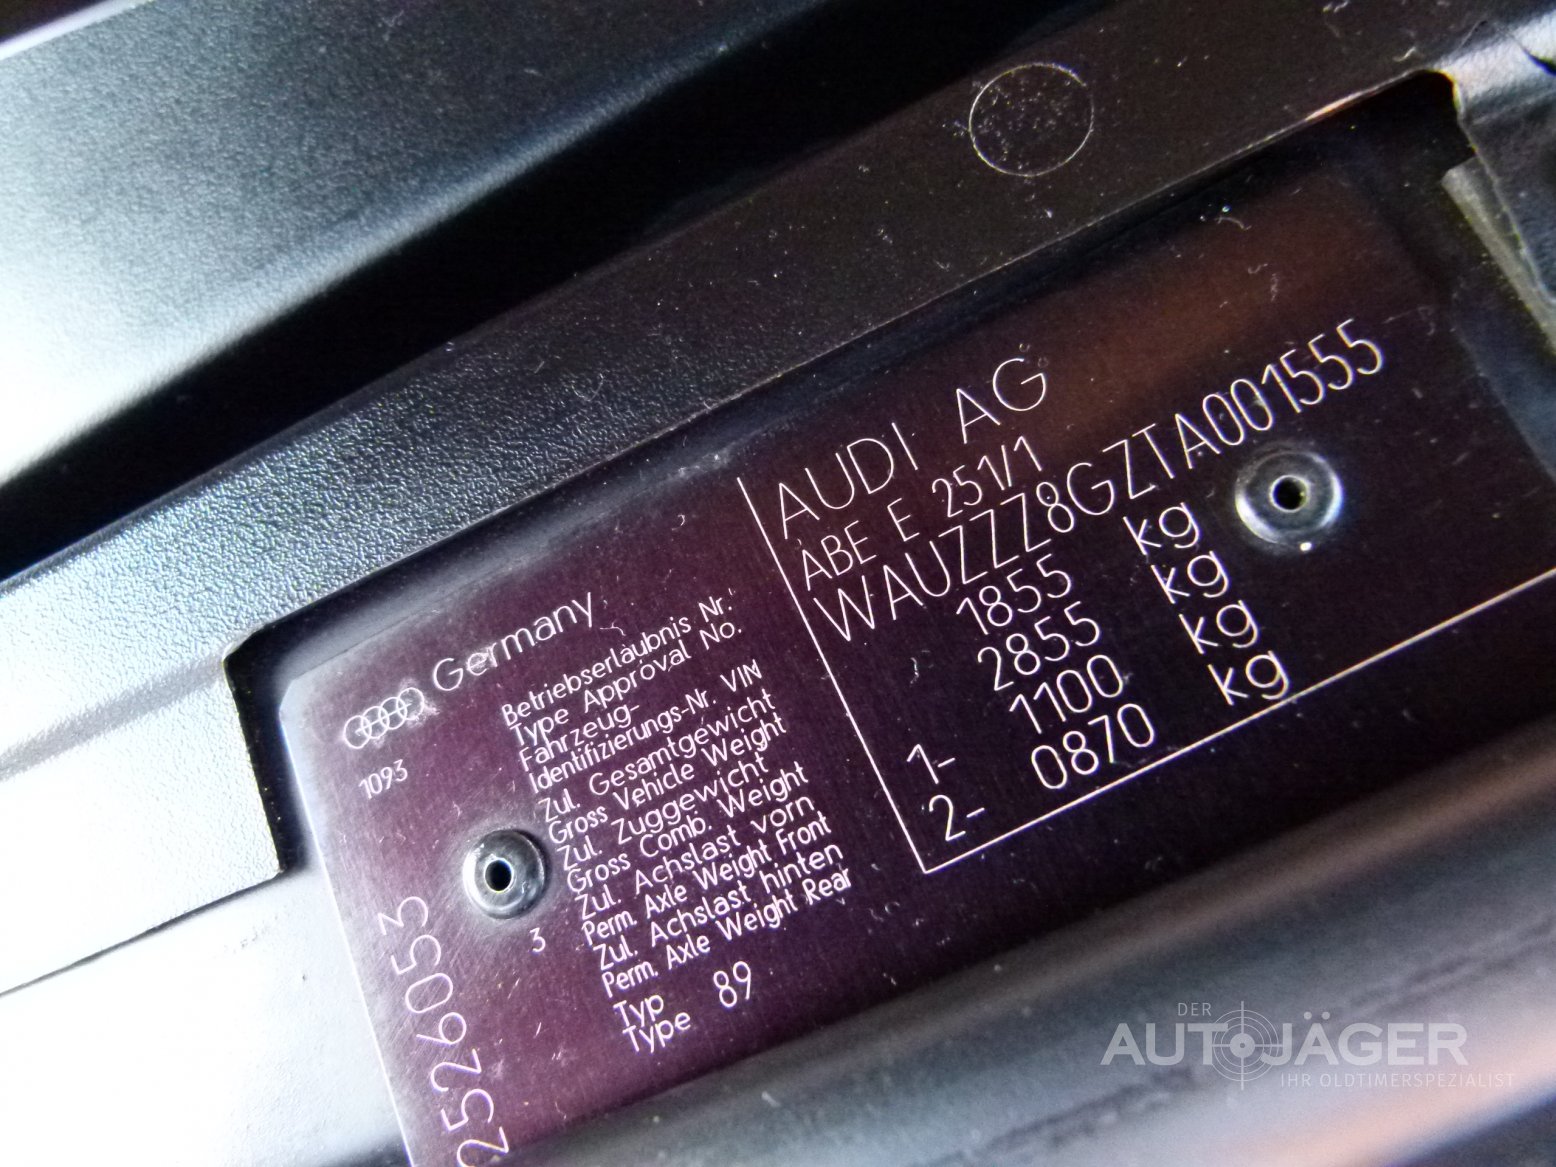 Germany
1093
2526053
3
Betriebserlaubnis Nr.
Type Approval No.
Fahrzeug-
Identifizierungs-Nr. VIN
Zul. Gesamtgewicht
Gross Vehicle Weight
Zul. Zuggewicht
Gross Comb. Weight
Zul. Achslast vorn
Perm. Axle Weight Front
Zul. Achslast hinten
Perm. Axle Weight Rear
Typ
Type 89
AUDI AG
ABE E 251/1
WAUZZZ8GZTA001555
1855 kg
2855 kg
1- 1100 kg
2- 0870 kg
DER
AUTOJÄGER
IHR OLDTIMERSPEZIALIST